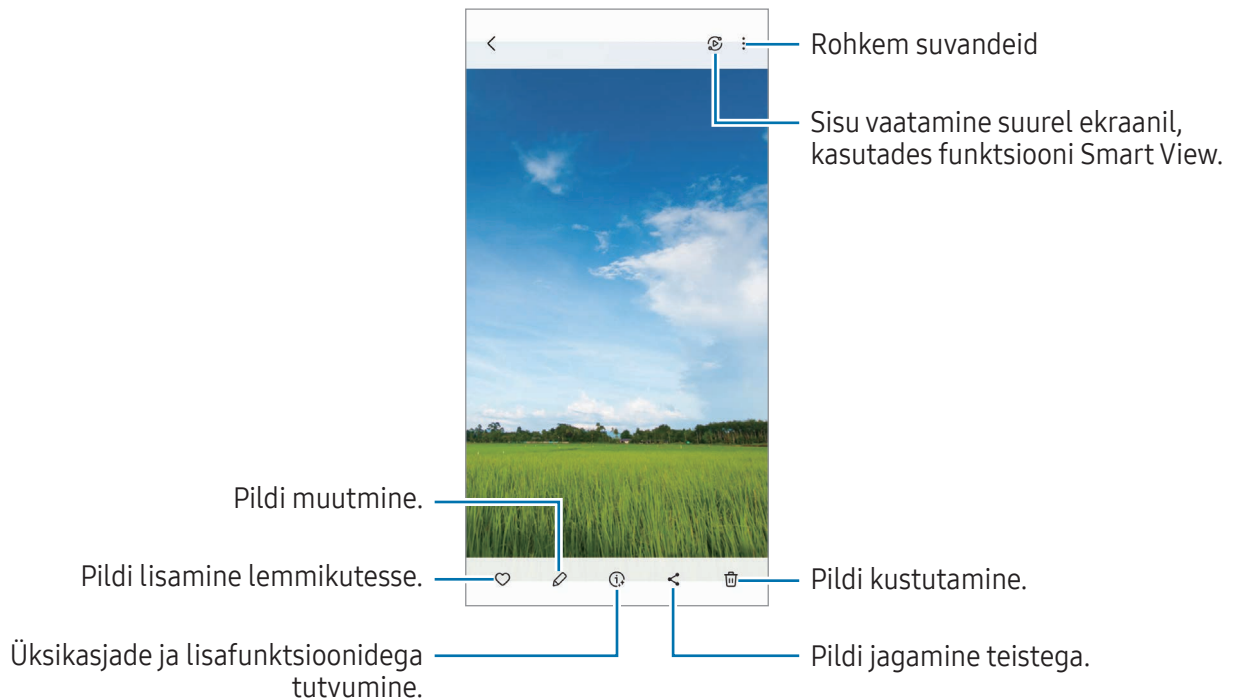 Rohkem suvandeid
Sisu vaatamine suurel ekraanil,
kasutades funktsiooni Smart View.
Pildi muutmine.
Pildi lisamine lemmikutesse.
Pildi kustutamine.
Üksikasjade ja lisafunktsioonidega
tutvumine.
Pildi jagamine teistega.